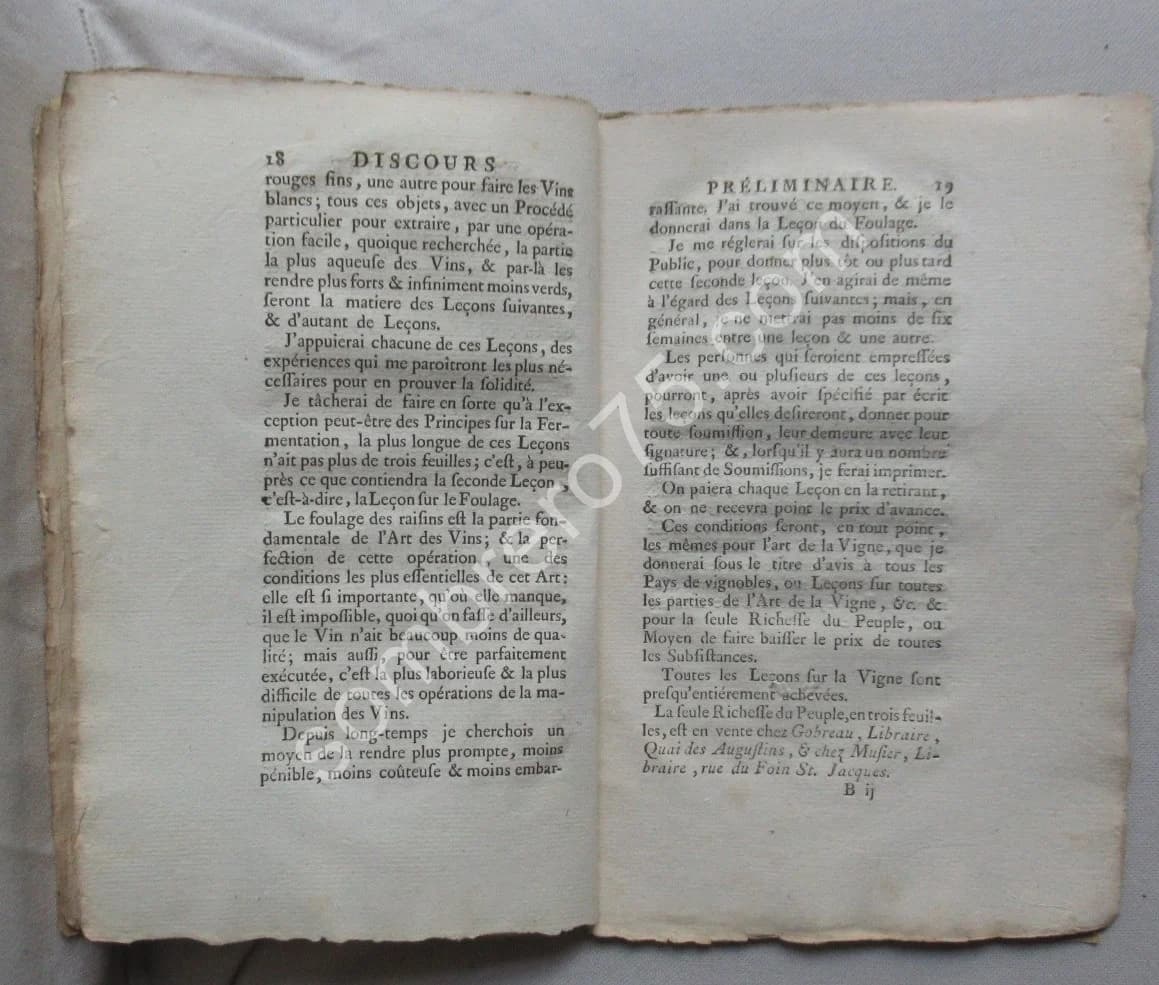 18 DISCOURS
rouges fins, une autre pour faire les Vins
blancs; tous ces objets, avec un Procédé
particulier pour extraire, par une opéra-
tion facile, quoique recherchée, la partie
la plus aqueuse des Vins, & par-là les
rendre plus forts & infiniment moins verds,
seront la matiere des Leçons suivantes,
& d'autant de Leçons.
J'appuierai chacune de ces Leçons, des
expériences qui me paroîtront les plus né-
cessaires pour en prouver la solidité.
Je tâcherai de faire en sorte qu'à l'ex-
ception peut-être des Principes sur la Fer-
mentation, la plus longue de ces Leçons
n'ait pas plus de trois feuilles; c'est, à peu-
près ce que contiendra la seconde Leçon,
c'est-à-dire, la Leçon sur le Foulage.
Le foulage des raisins est la partie fon-
damentale de l'Art des Vins; & la per-
fection de cette opération, une des
conditions les plus essentielles de cet Art:
elle est si importante, qu'où elle manque,
il est impossible, quoi qu'on fasse d'ailleurs,
que le Vin n'ait beaucoup moins de qua-
lité; mais aussi, pour être parfaitement
exécutée, c'est la plus laborieuse & la plus
difficile de toutes les opérations de la ma-
nipulation des Vins.
Depuis long-temps je cherchois un
moyen de la rendre plus prompte, moins
pénible, moins coûteuse & moins embar-
PRÉLIMINAIRE. 19
rassante. J'ai trouvé ce moyen, & je le
donnerai dans la Leçon du Foulage.
Je me réglerai sur les dispositions du
Public, pour donner plus tôt ou plus tard
cette seconde leçon. J'en agirai de même
à l'égard des Leçons suivantes; mais, en
général, je ne mettrai pas moins de six
semaines entre une leçon & une autre.
Les personnes qui seroient empressées
d'avoir une ou plusieurs de ces leçons,
pourront, après avoir spécifié par écrit
les leçons qu'elles desireront, donner pour
toute soumission, leur demeure avec leur
signature; &, lorsqu'il y aura un nombre
suffisant de Soumissions, je ferai imprimer.
On paiera chaque Leçon en la retirant,
& on ne recevra point le prix d'avance.
Ces conditions seront, en tout point,
les mêmes pour l'art de la Vigne, que je
donnerai sous le titre d'avis à tous les
Pays de vignobles, ou Leçons sur toutes
les parties de l'Art de la Vigne, &c. &
pour la seule Richesse du Peuple, ou
Moyen de faire baisser le prix de toutes
les Subsistances.
Toutes les Leçons sur la Vigne sont
presqu'entiérement achevées.
La seule Richesse du Peuple, en trois feuil-
les, est en vente chez Gobreau, Libraire,
Quai des Augustins, & chez Musier, Li-
braire, rue du Foin St. Jacques.
B ij
sombrero75.com